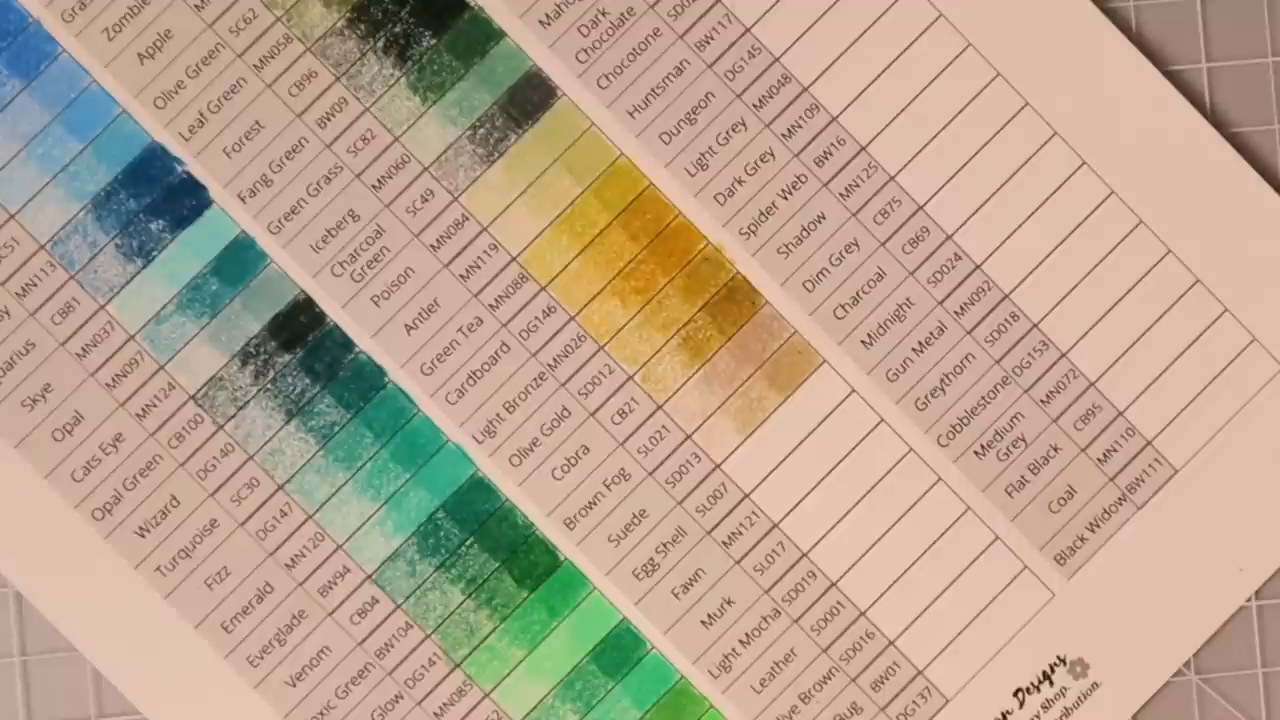 SC51
MN113
CB81
Skye
MN037
Opal
MN097
Cats Eye
MN124
Opal Green
CB100
Wizard
DG140
Turquoise
SC30
Fizz
DG147
Emerald
MN120
Everglade
BW94
Venom
CB04
BW104
Glow
DG141
MN085
Zombie
Apple
SC62
Olive Green
MN058
Leaf Green
CB96
Forest
BW09
Fang Green
SC82
Green Grass
MN060
Iceberg
SC49
Charcoal
Green
MN084
Poison
MN119
Antler
MN088
Green Tea
DG146
Cardboard
MN026
Light Bronze
SD012
Olive Gold
CB21
Cobra
SL021
Brown Fog
SD013
Suede
SL007
Egg Shell
MN121
Fawn
SL017
Murk
SD019
Light Mocha
SD001
Leather
SD016
BW01
DG137
Dark
Chocolate
BW117
Chocotone
DG145
Huntsman
MN048
Dungeon
MN109
Light Grey
BW16
Dark Grey
MN125
Spider Web
CB75
Shadow
CB69
Dim Grey
SD024
Charcoal
MN092
Midnight
SD018
Gun Metal
DG153
Greythorn
MN072
Cobblestone
CB95
Medium
Grey
MN110
Flat Black
BW111
Coal
Black Widow
Designs
Shop.